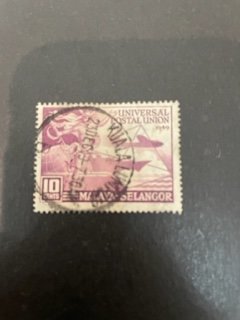 UNIVERSAL
POSTAL UNION
1949
KUALA LUMPUR
10
CENTS
MALAYA-SELANGOR